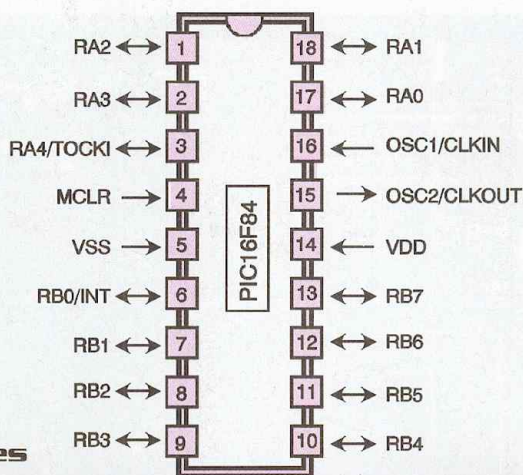 RA2 1 18 RA1
RA3 2 17 RA0
RA4/TOCKI 3 16 OSC1/CLKIN
MCLR 4 15 OSC2/CLKOUT
VSS 5 14 VDD
PIC16F84
RB0/INT 6 13 RB7
RB1 7 12 RB6
RB2 8 11 RB5
RB3 9 10 RB4